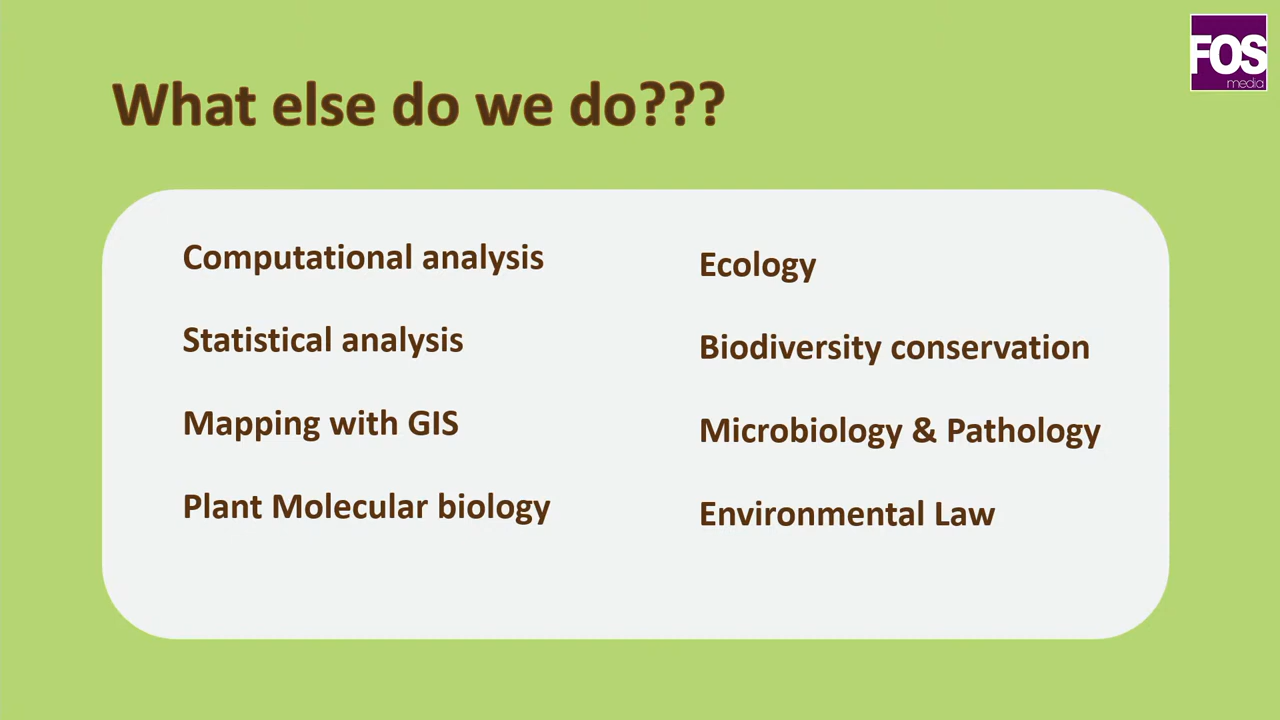 FOS
media
What else do we do???
Computational analysis
Statistical analysis
Mapping with GIS
Plant Molecular biology
Ecology
Biodiversity conservation
Microbiology & Pathology
Environmental Law